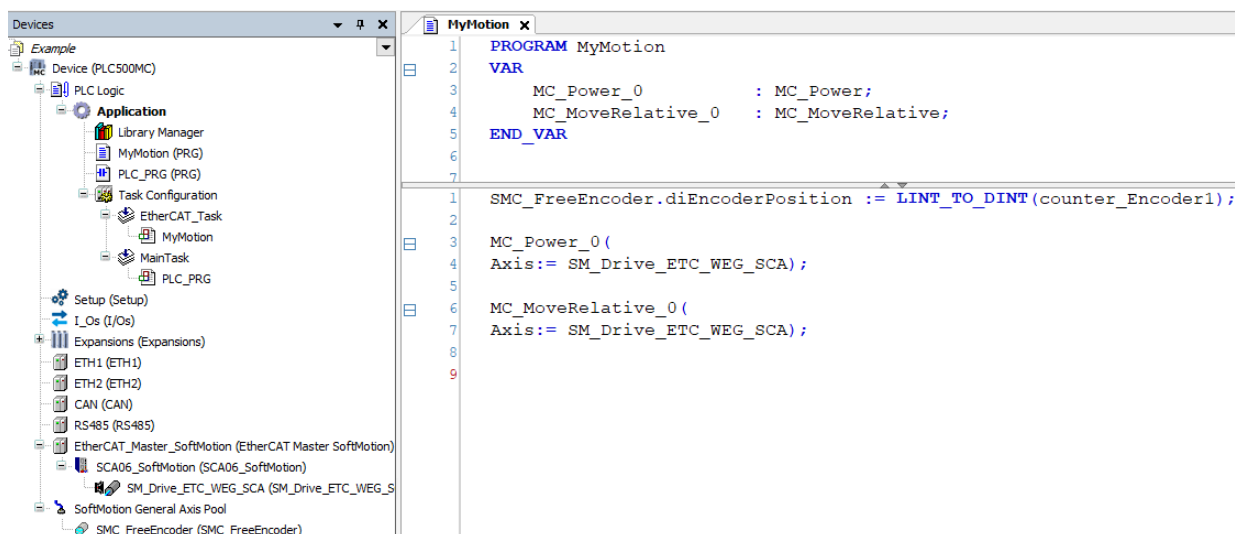 Devices
Example
Device (PLC500MC)
PLC Logic
Application
Library Manager
MyMotion (PRG)
PLC_PRG (PRG)
Task Configuration
EtherCAT_Task
MyMotion
MainTask
PLC_PRG
Setup (Setup)
I_Os (I/Os)
Expansions (Expansions)
ETH1 (ETH1)
ETH2 (ETH2)
CAN (CAN)
RS485 (RS485)
EtherCAT_Master_SoftMotion (EtherCAT Master SoftMotion)
SCA06_SoftMotion (SCA06_SoftMotion)
SM_Drive_ETC_WEG_SCA (SM_Drive_ETC_WEG_S
SoftMotion General Axis Pool
SMC_FreeEncoder (SMC_FreeEncoder)
MyMotion
1 PROGRAM MyMotion
2 VAR
3 MC_Power_0 : MC_Power;
4 MC_MoveRelative_0 : MC_MoveRelative;
5 END_VAR
6
7
1 SMC_FreeEncoder.diEncoderPosition := LINT_TO_DINT(counter_Encoder1);
2
3 MC_Power_0(
4 Axis:= SM_Drive_ETC_WEG_SCA);
5
6 MC_MoveRelative_0(
7 Axis:= SM_Drive_ETC_WEG_SCA);
8
9